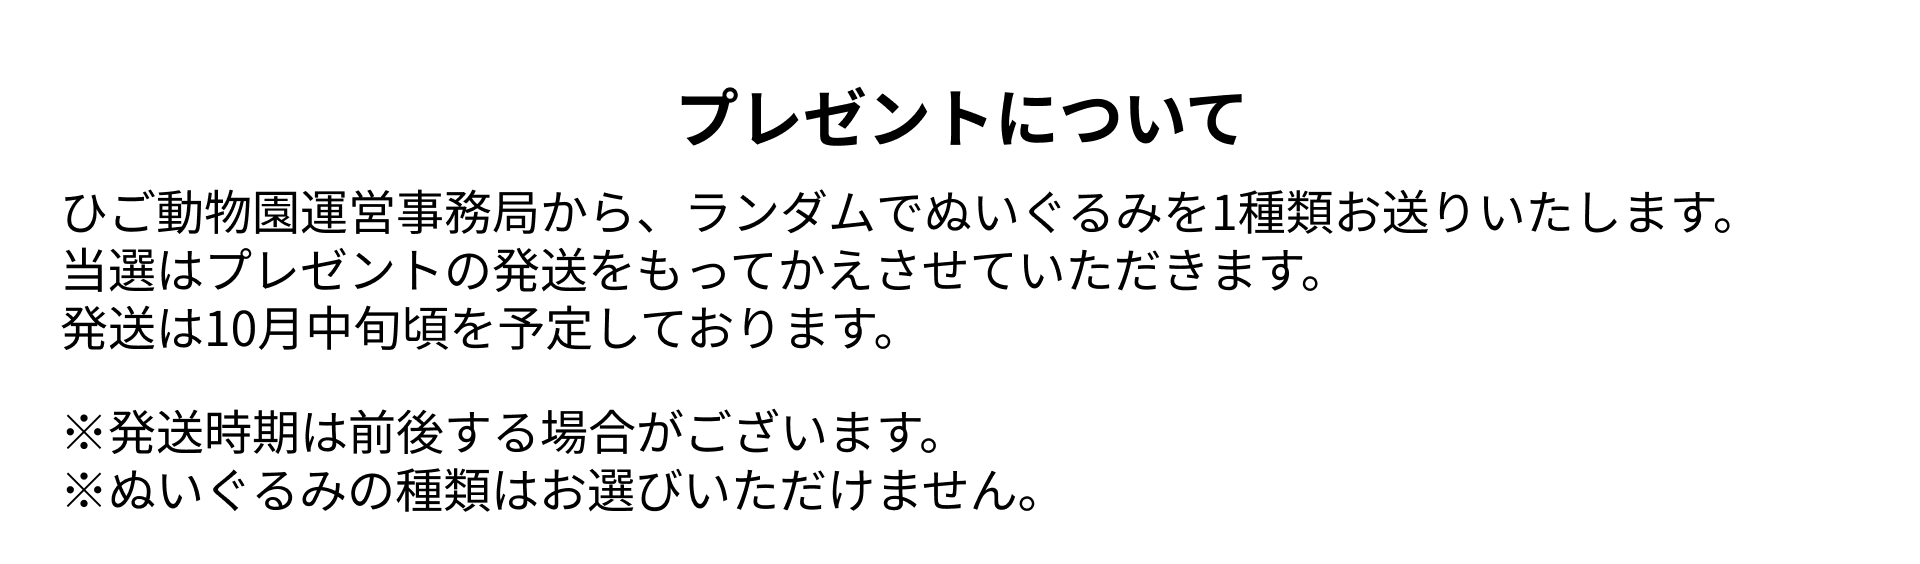 プレゼントについて
ひご動物園運営事務局から、ランダムでぬいぐるみを1種類お送りいたします。
当選はプレゼントの発送をもってかえさせていただきます。
発送は10月中旬頃を予定しております。
※発送時期は前後する場合がございます。
※ぬいぐるみの種類はお選びいただけません。